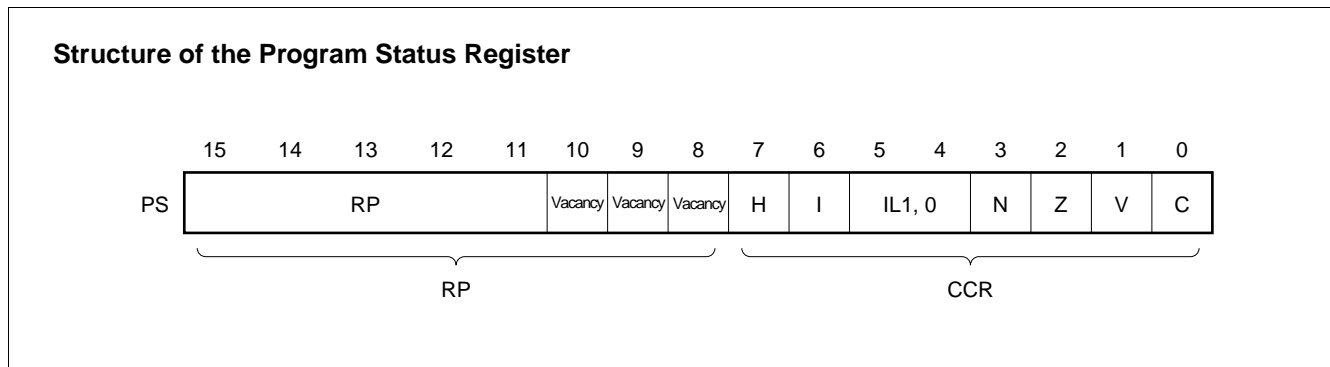 Structure of the Program Status Register
15 14 13 12 11 10 9 8 7 6 5 4 3 2 1 0
PS RP Vacancy Vacancy Vacancy H I IL1, 0 N Z V C
RP CCR